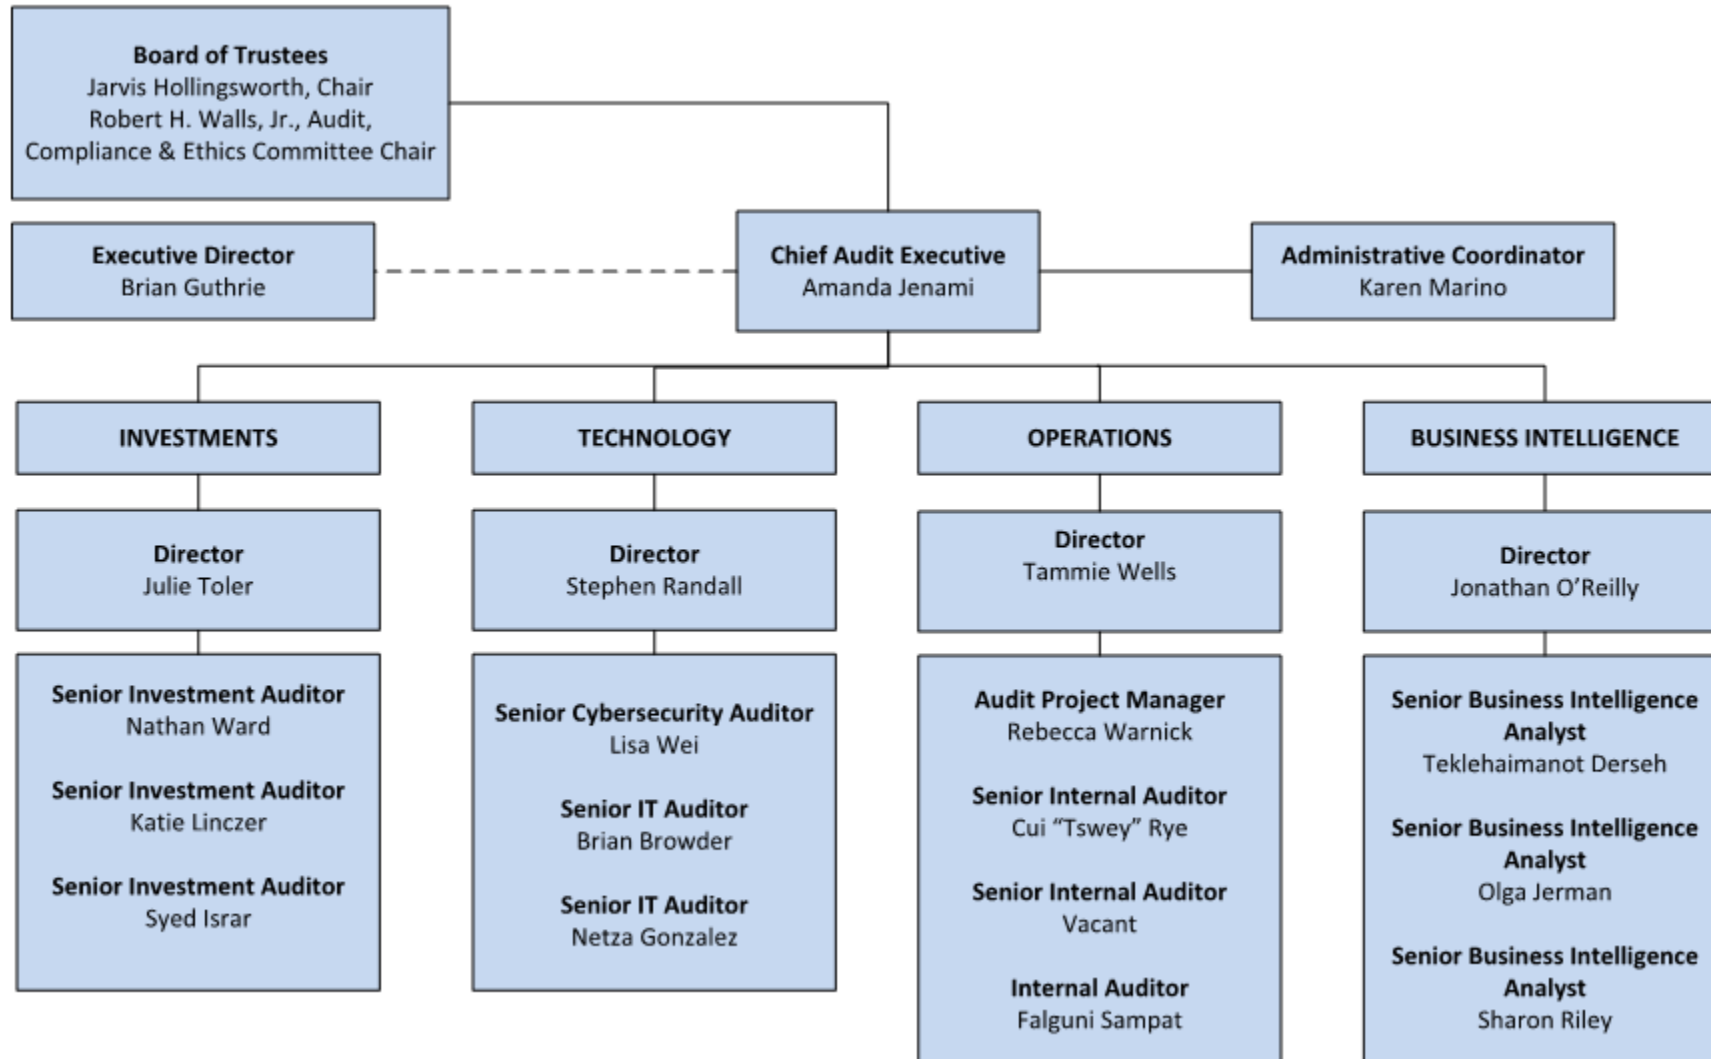 Board of Trustees
Jarvis Hollingsworth, Chair
Robert H. Walls, Jr., Audit,
Compliance & Ethics Committee Chair
Executive Director
Brian Guthrie
Chief Audit Executive
Amanda Jenami
Administrative Coordinator
Karen Marino
INVESTMENTS
Director
Julie Toler
Senior Investment Auditor
Nathan Ward
Senior Investment Auditor
Katie Linczer
Senior Investment Auditor
Syed Israr
TECHNOLOGY
Director
Stephen Randall
Senior Cybersecurity Auditor
Lisa Wei
Senior IT Auditor
Brian Browder
Senior IT Auditor
Netza Gonzalez
OPERATIONS
Director
Tammie Wells
Audit Project Manager
Rebecca Warnick
Senior Internal Auditor
Cui “Tswey” Rye
Senior Internal Auditor
Vacant
Internal Auditor
Falguni Sampat
BUSINESS INTELLIGENCE
Director
Jonathan O’Reilly
Senior Business Intelligence
Analyst
Teklehaimanot Derseh
Senior Business Intelligence
Analyst
Olga Jerman
Senior Business Intelligence
Analyst
Sharon Riley